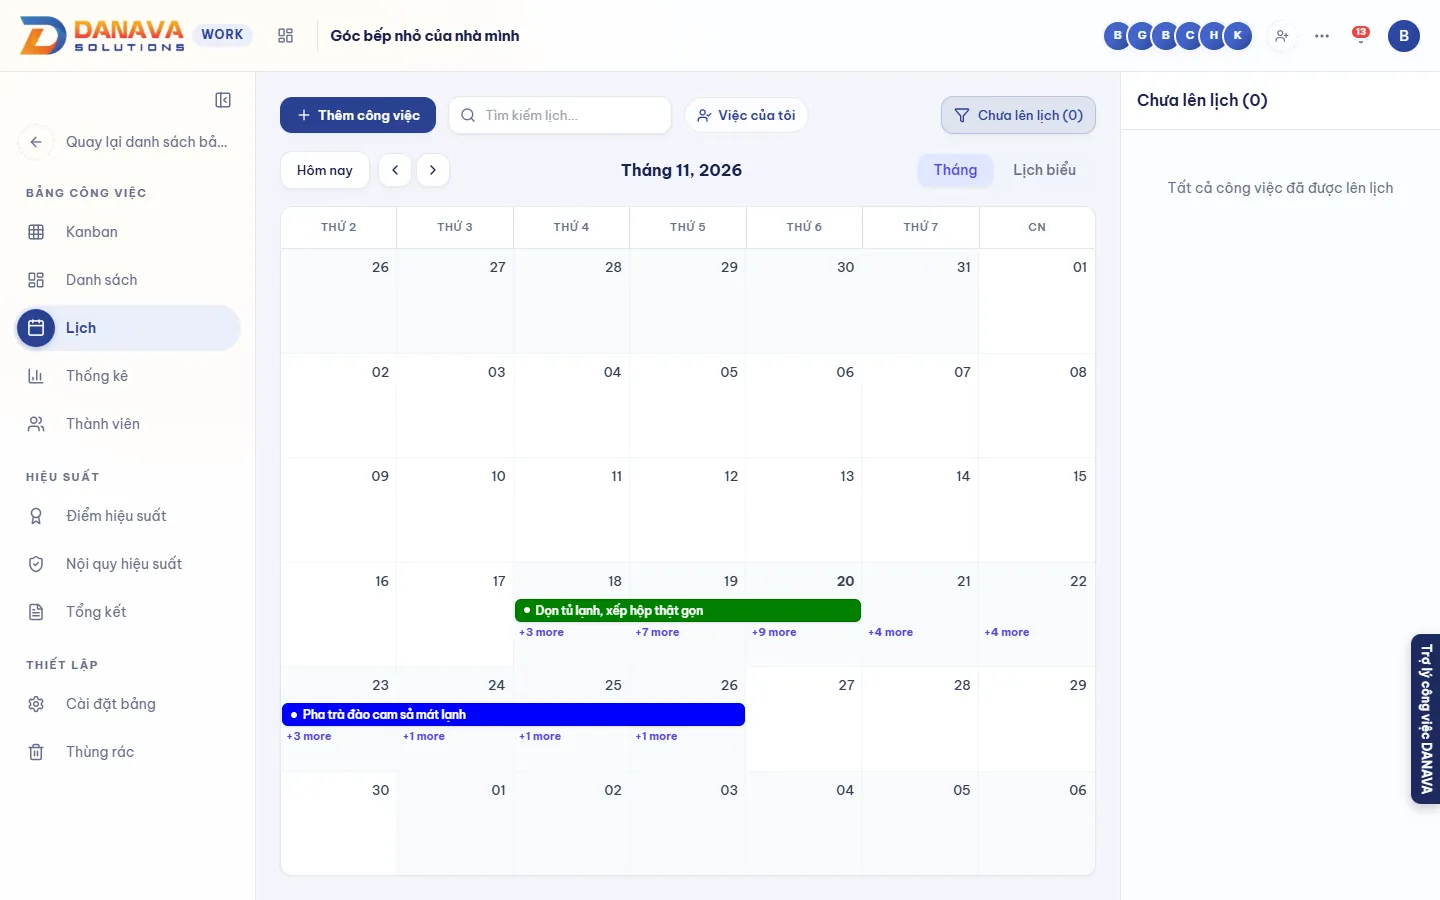 DANAVA
SOLUTIONS
WORK
Góc bếp nhỏ của nhà mình
B G B C H K
13
B
Quay lại danh sách bả...
BẢNG CÔNG VIỆC
Kanban
Danh sách
Lịch
Thống kê
Thành viên
HIỆU SUẤT
Điểm hiệu suất
Nội quy hiệu suất
Tổng kết
THIẾT LẬP
Cài đặt bảng
Thùng rác
Thêm công việc
Tìm kiếm lịch...
Việc của tôi
Chưa lên lịch (0)
Hôm nay
Tháng 11, 2026
Tháng
Lịch biểu
THỨ 2 THỨ 3 THỨ 4 THỨ 5 THỨ 6 THỨ 7 CN
26 27 28 29 30 31 01
02 03 04 05 06 07 08
09 10 11 12 13 14 15
16 17 18 19 20 21 22
Dọn tủ lạnh, xếp hộp thật gọn
+3 more +7 more +9 more +4 more +4 more
23 24 25 26 27 28 29
Pha trà đào cam sả mát lạnh
+3 more +1 more +1 more +1 more
30 01 02 03 04 05 06
Chưa lên lịch (0)
Tất cả công việc đã được lên lịch
Trợ lý công việc DANAVA